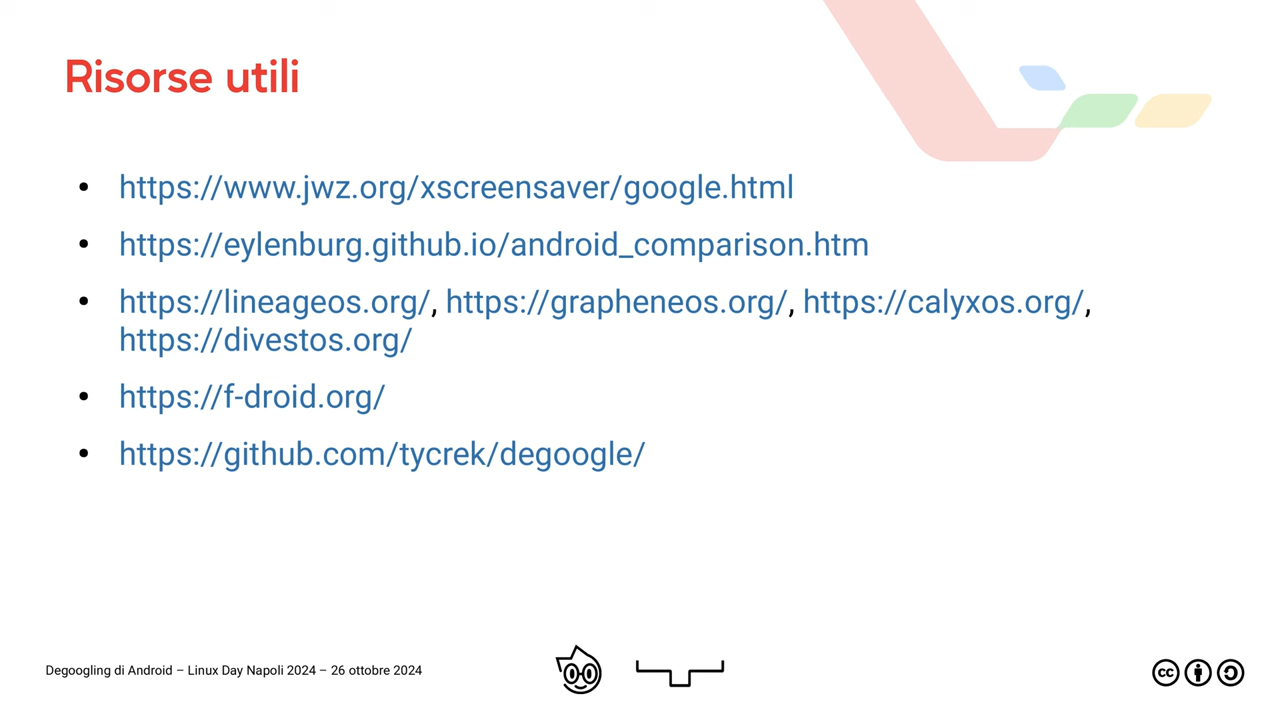 Risorse utili
• https://www.jwz.org/xscreensaver/google.html
• https://eylenburg.github.io/android_comparison.htm
• https://lineageos.org/, https://grapheneos.org/, https://calyxos.org/,
https://divestos.org/
• https://f-droid.org/
• https://github.com/tycrek/degoogle/
Degoogling di Android – Linux Day Napoli 2024 – 26 ottobre 2024
cc